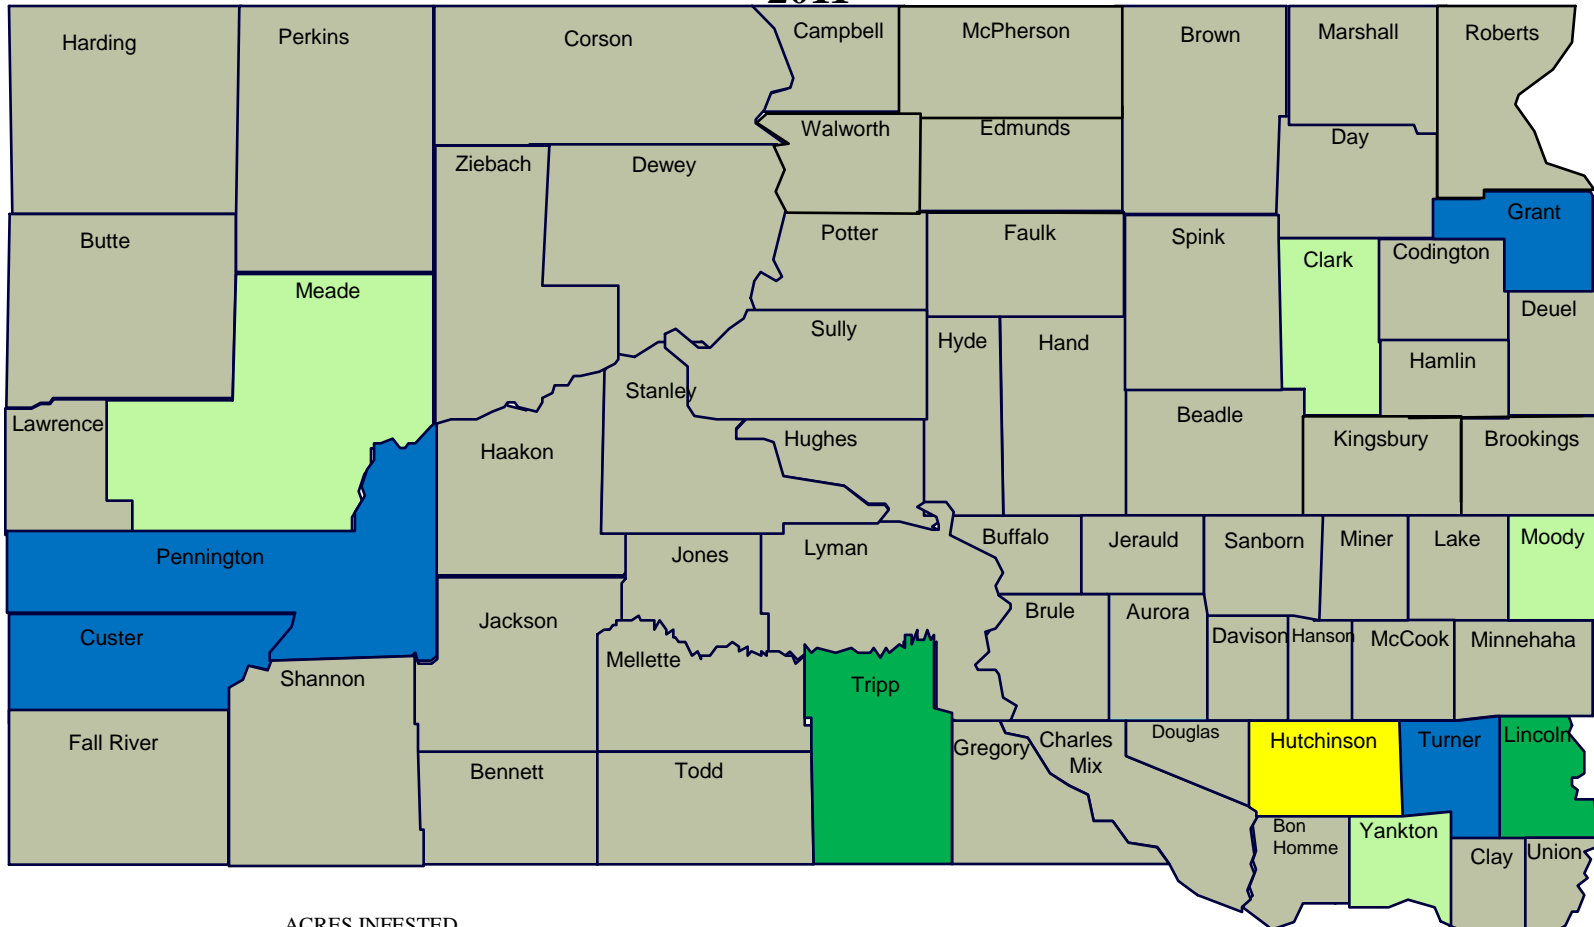 2011
Harding
Perkins
Corson
Campbell
McPherson
Brown
Marshall
Roberts
Walworth
Edmunds
Day
Ziebach
Dewey
Grant
Butte
Potter
Faulk
Spink
Clark
Codington
Meade
Deuel
Sully
Hyde
Hand
Hamlin
Stanley
Lawrence
Beadle
Haakon
Hughes
Kingsbury
Brookings
Pennington
Jones
Lyman
Buffalo
Jerauld
Sanborn
Miner
Lake
Moody
Custer
Jackson
Brule
Aurora
Davison
Hanson
McCook
Minnehaha
Mellette
Shannon
Tripp
Fall River
Gregory
Charles
Mix
Douglas
Hutchinson
Turner
Lincoln
Bennett
Todd
Bon
Homme
Yankton
Clay
Union
ACRES INFESTED